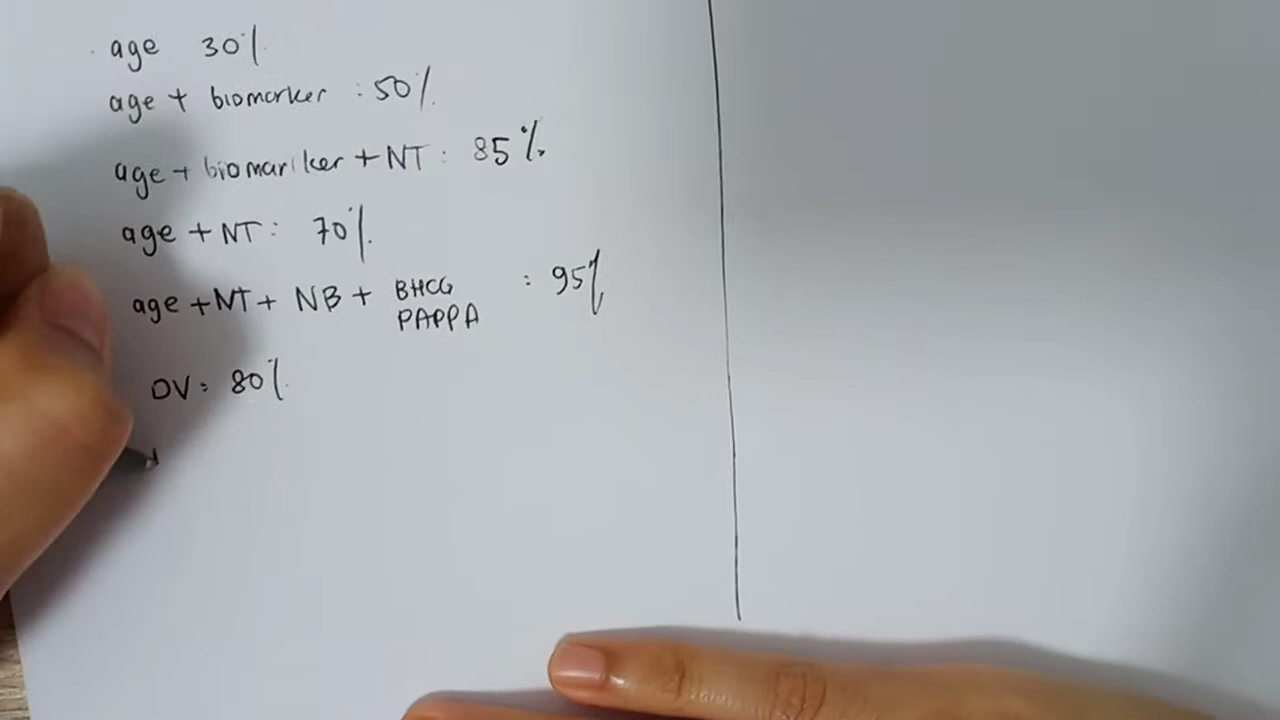 age 30%
age + biomarker : 50%
age + biomariker + NT : 85%
age + NT : 70%
age + NT + NB + BHCG : 95%
PAPPA
DV = 80%